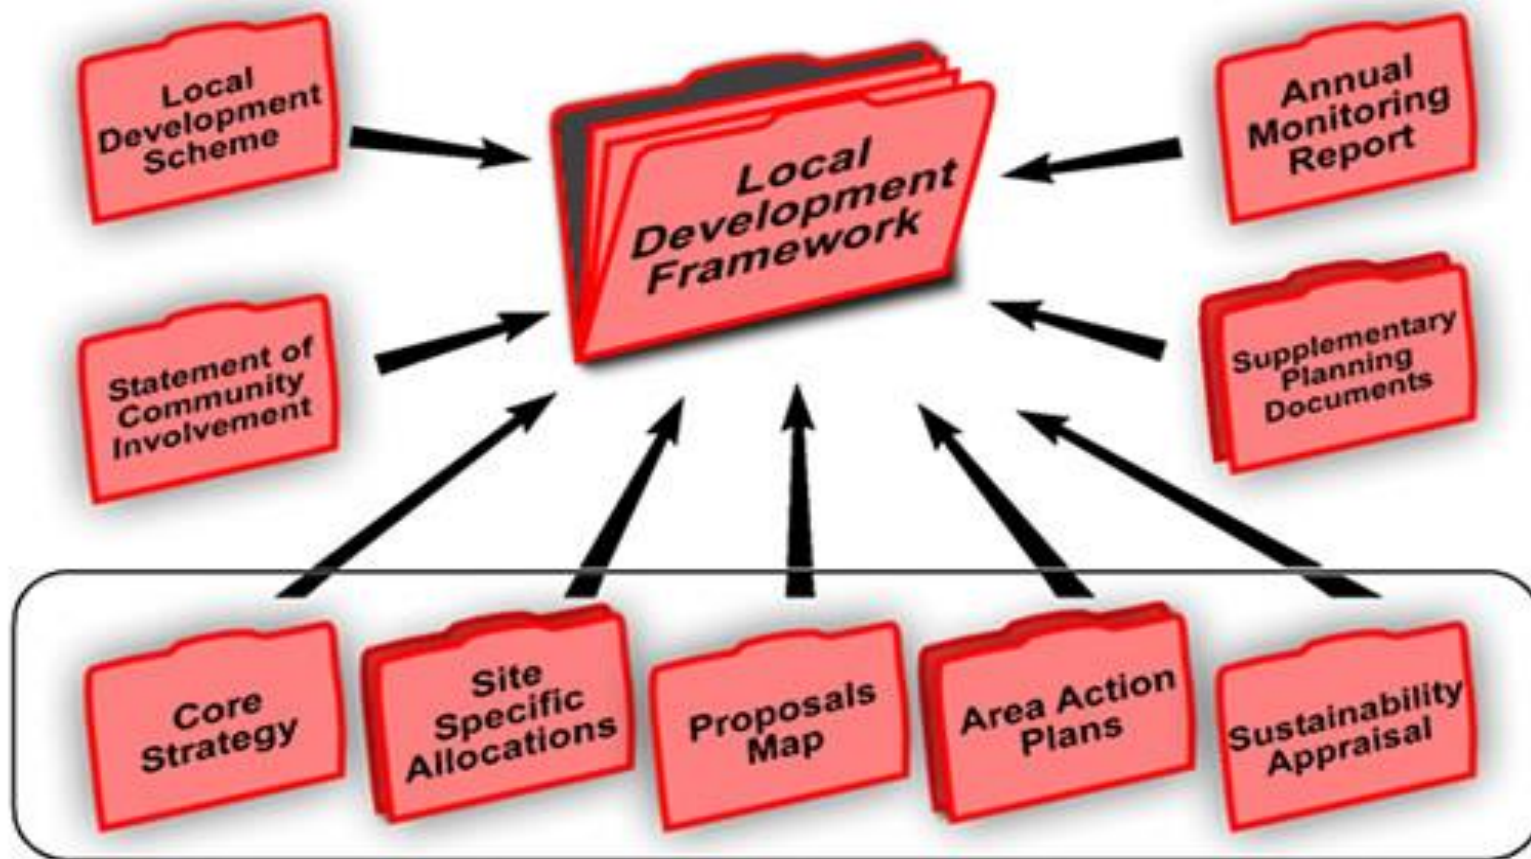 Local
Development
Scheme
Local
Development
Framework
Annual
Monitoring
Report
Statement of
Community
Involvement
Supplementary
Planning
Documents
Core
Strategy
Site
Specific
Allocations
Proposals
Map
Area Action
Plans
Sustainability
Appraisal